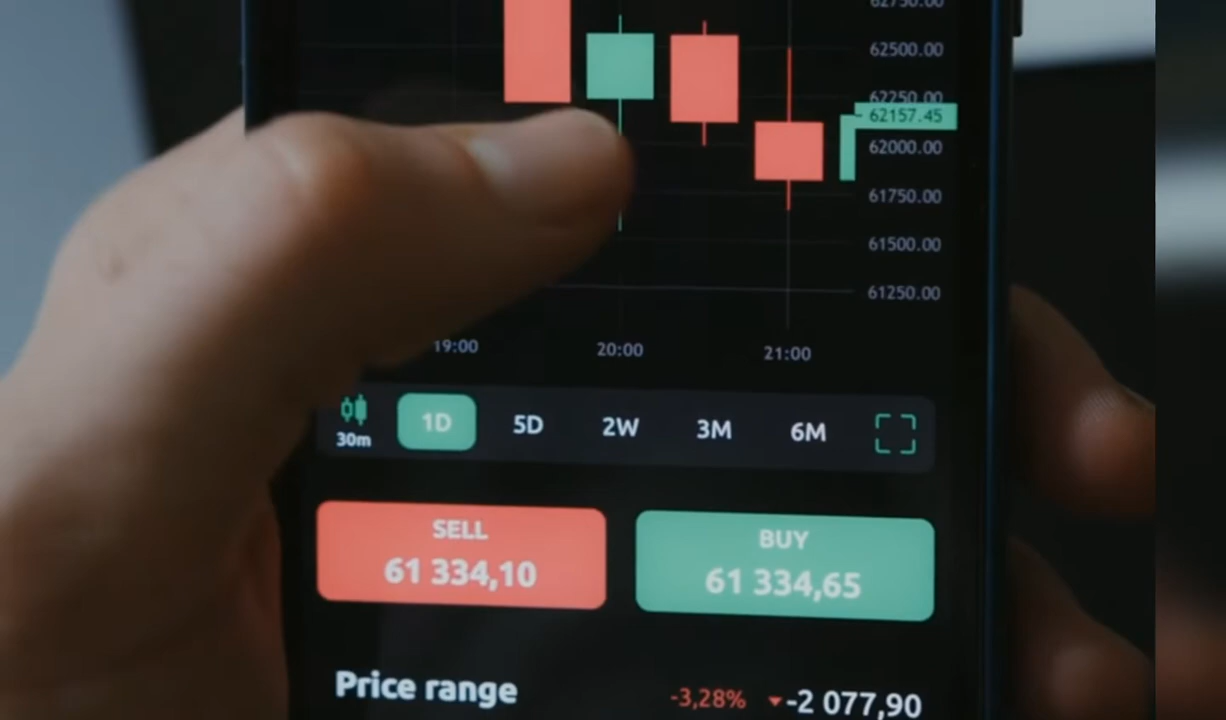 62750.00
62500.00
62250.00
62157.45
62000.00
61750.00
61500.00
61250.00
19:00 20:00 21:00
30m 1D 5D 2W 3M 6M
SELL BUY
61 334,10 61 334,65
Price range -3,28% -2 077,90